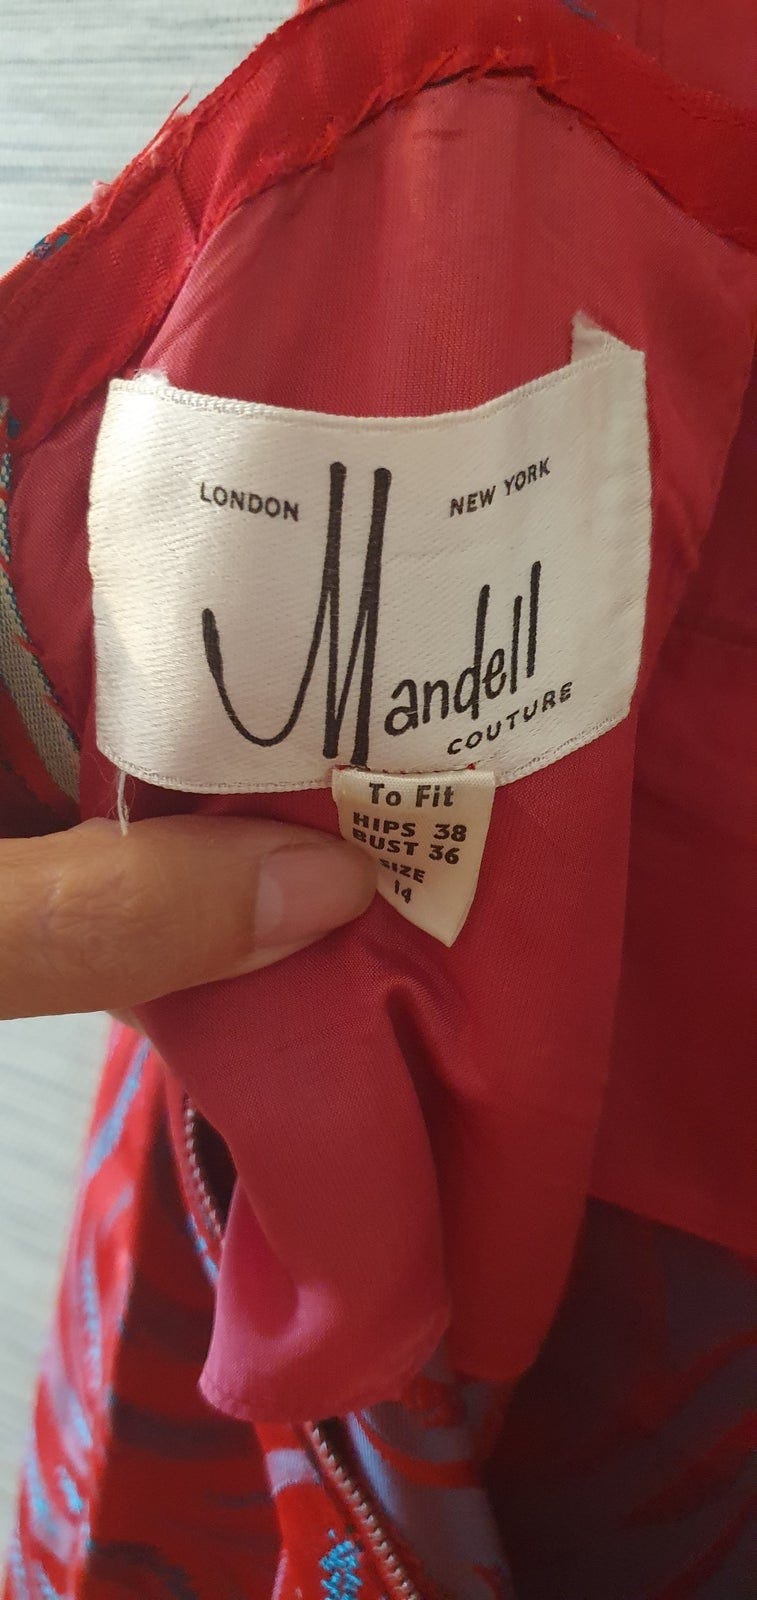 LONDON NEW YORK
Mandell
COUTURE
To Fit
HIPS 38
BUST 36
SIZE
14